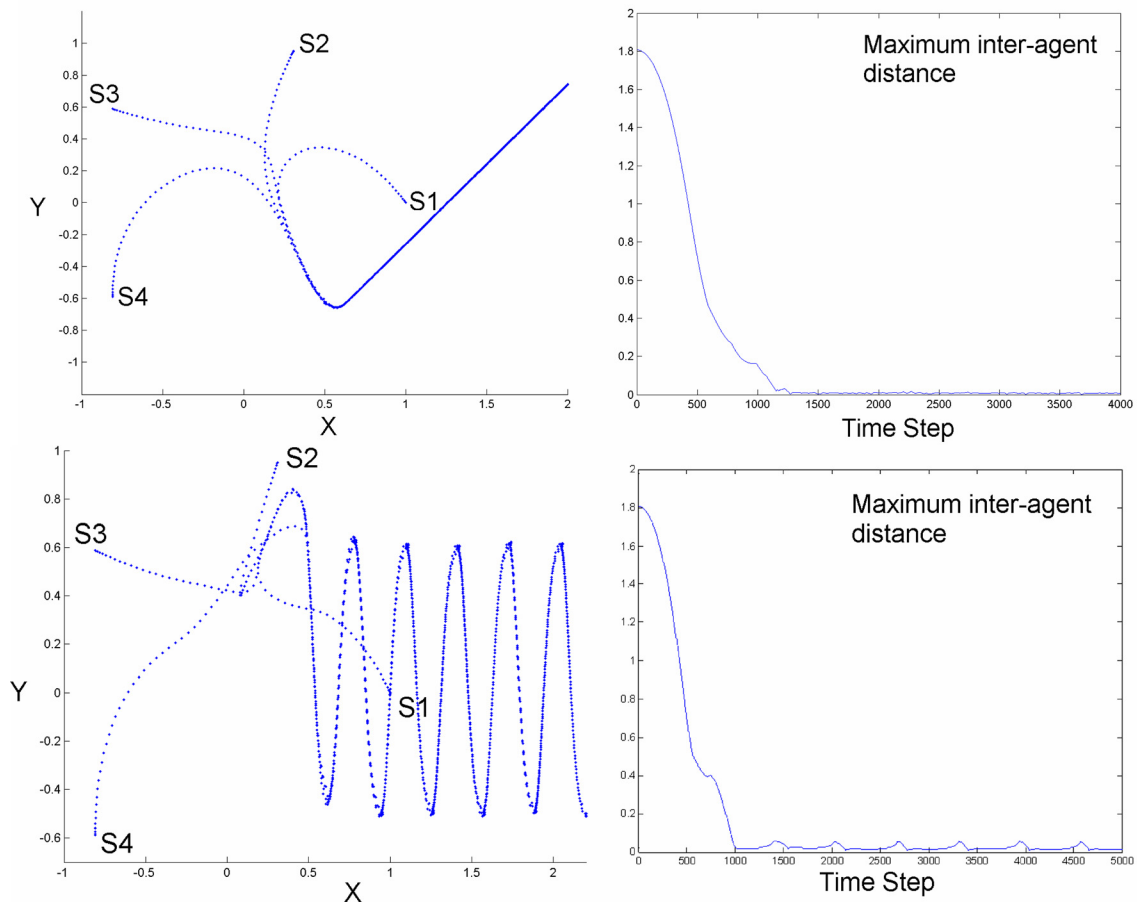 S2
S3
S1
S4
Y
1
0.8
0.6
0.4
0.2
0
-0.2
-0.4
-0.6
-0.8
-1
-1 -0.5 0 0.5 1 1.5 2
X
Maximum inter-agent
distance
2
1.8
1.6
1.4
1.2
1
0.8
0.6
0.4
0.2
0
0 500 1000 1500 2000 2500 3000 3500 4000
Time Step
S2
S3
S1
S4
Y
0.8
0.6
0.4
0.2
0
-0.2
-0.4
-0.6
-1 -0.5 0 0.5 1 1.5 2
X
Maximum inter-agent
distance
2
1.8
1.6
1.4
1.2
1
0.8
0.6
0.4
0.2
0
0 500 1000 1500 2000 2500 3000 3500 4000 4500 5000
Time Step